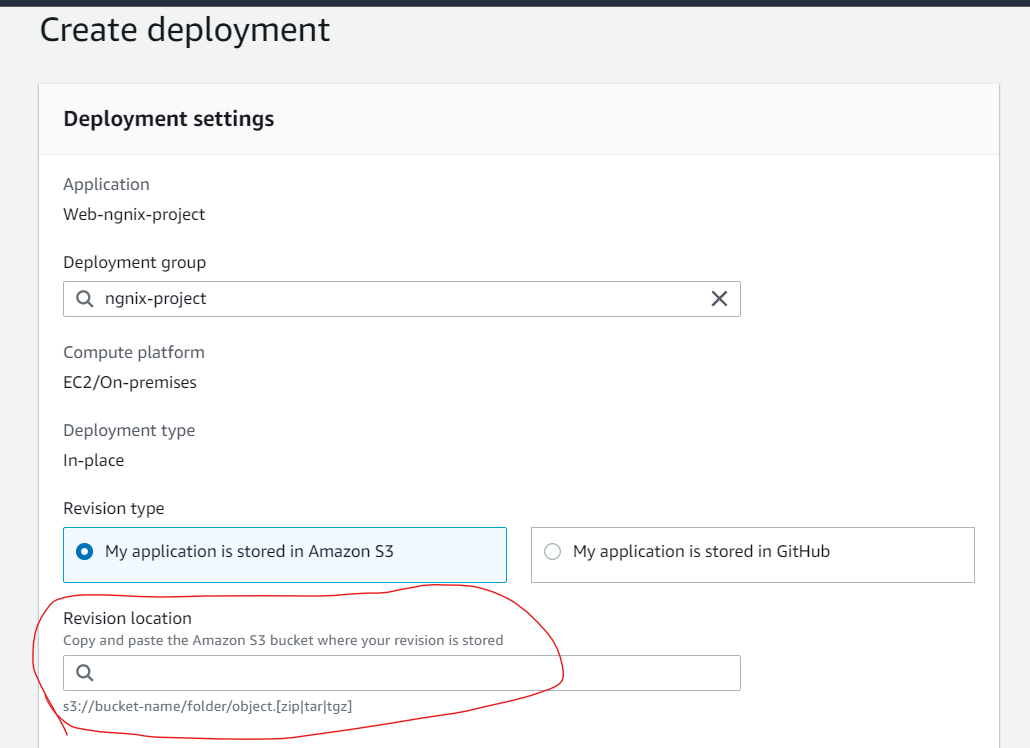 Create deployment
Deployment settings
Application
Web-ngnix-project
Deployment group
ngnix-project
Compute platform
EC2/On-premises
Deployment type
In-place
Revision type
My application is stored in Amazon S3
My application is stored in GitHub
Revision location
Copy and paste the Amazon S3 bucket where your revision is stored
s3://bucket-name/folder/object.[zip|tar|tgz]